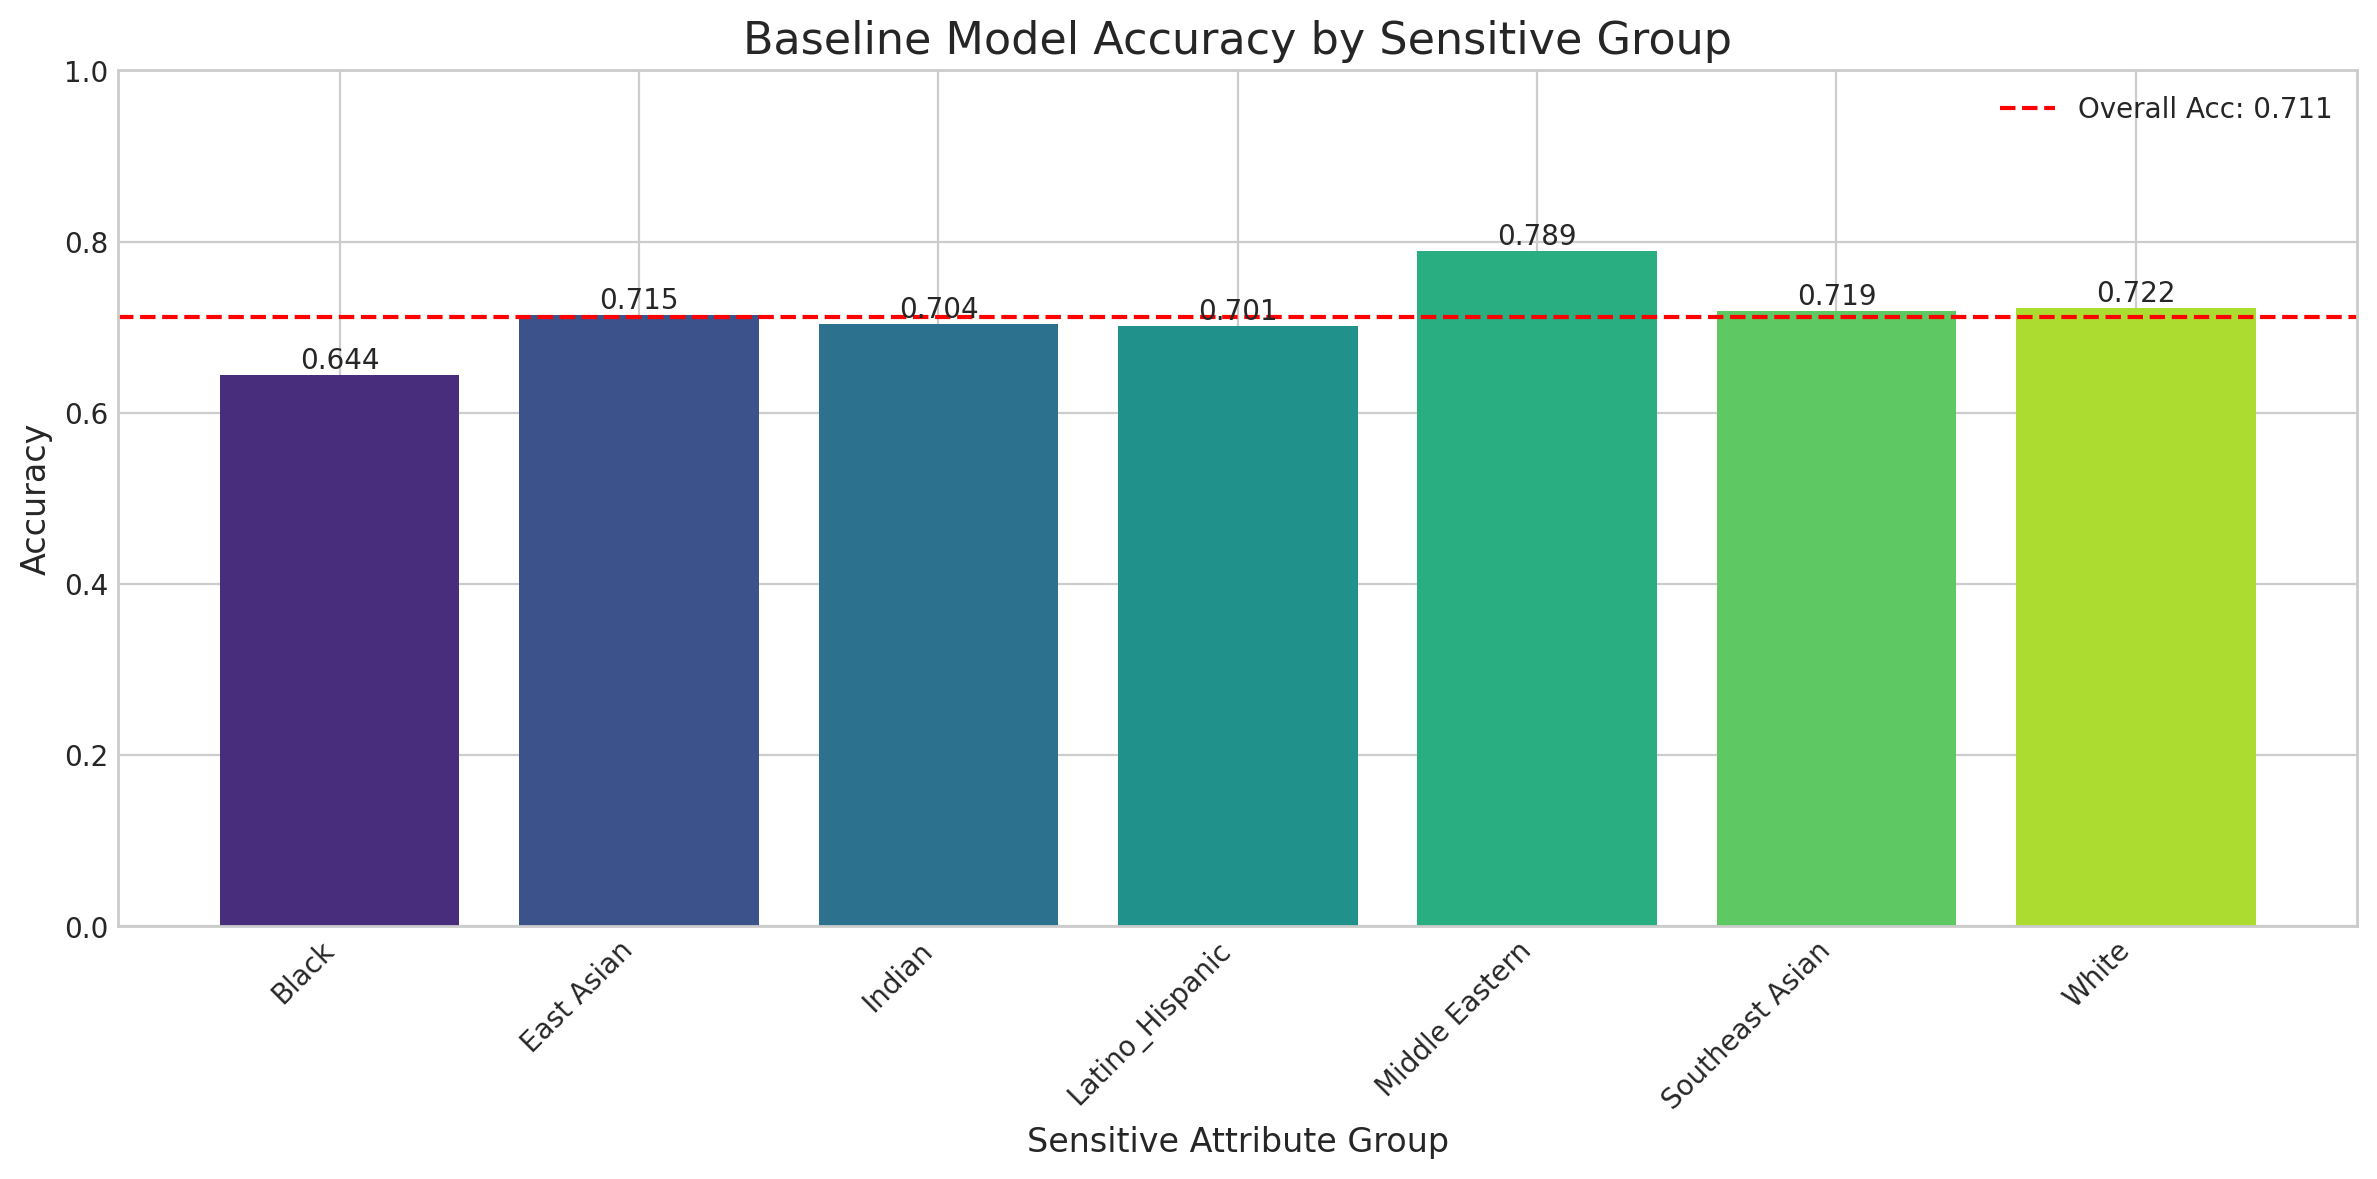 Baseline Model Accuracy by Sensitive Group
1.0
0.8
0.6
0.4
0.2
0.0
Accuracy
Overall Acc: 0.711
0.644
0.715
0.704
0.701
0.789
0.719
0.722
Black
East Asian
Indian
Latino_Hispanic
Middle Eastern
Southeast Asian
White
Sensitive Attribute Group